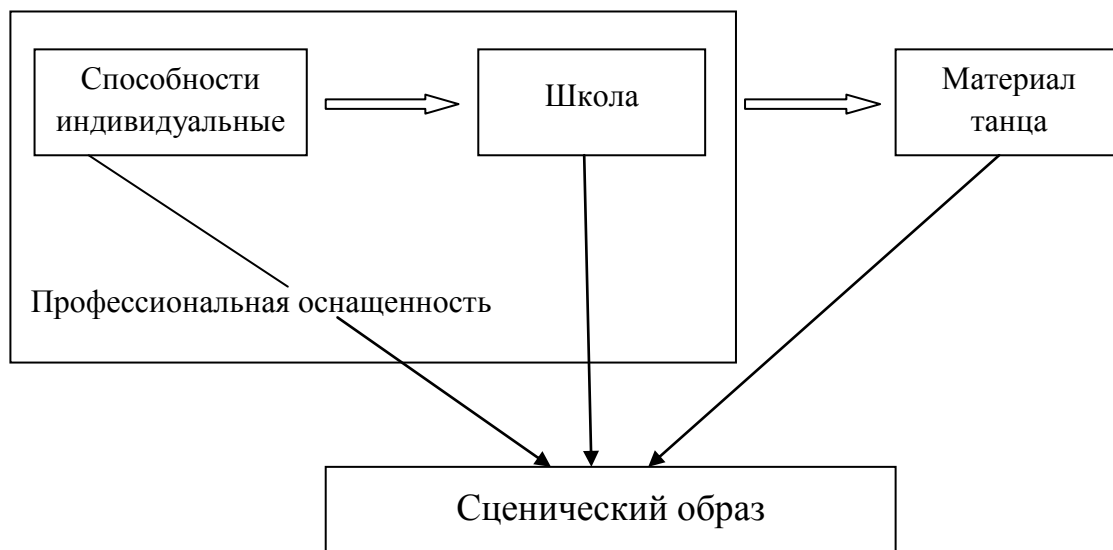 Способности
индивидуальные
Школа
Материал
танца
Профессиональная оснащенность
Сценический образ